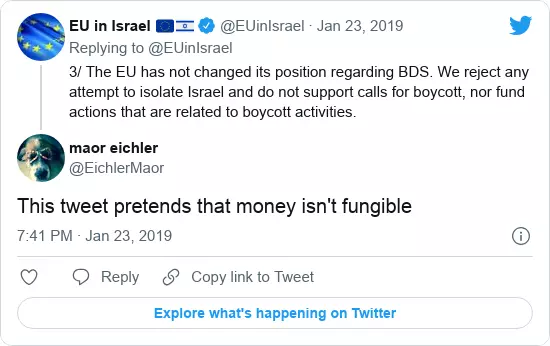 EU in Israel 🇪🇺🇮🇱 @EUinIsrael · Jan 23, 2019
Replying to @EUinIsrael
3/ The EU has not changed its position regarding BDS. We reject any
attempt to isolate Israel and do not support calls for boycott, nor fund
actions that are related to boycott activities.
maor eichler
@EichlerMaor
This tweet pretends that money isn't fungible
7:41 PM · Jan 23, 2019
Reply
Copy link to Tweet
Explore what's happening on Twitter